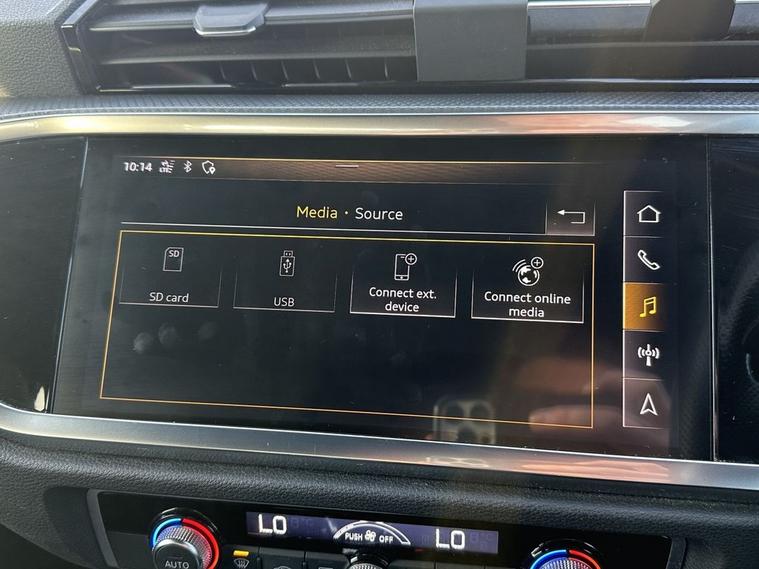 10:14 LTE
Media · Source
SD
SD card
USB
Connect ext.
device
Connect online
media
LO
PUSH OFF
LO
AUTO